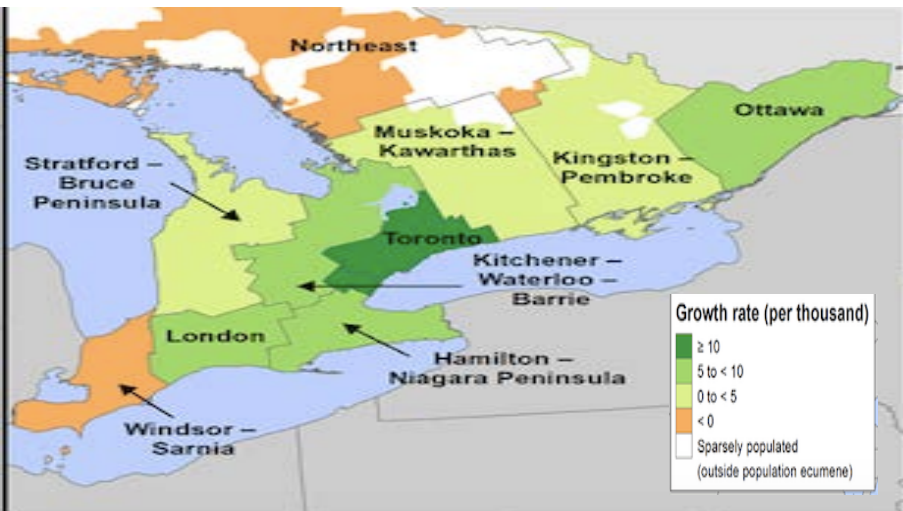 Northeast
Ottawa
Muskoka –
Kawarthas
Kingston –
Pembroke
Stratford –
Bruce
Peninsula
Toronto
Kitchener –
Waterloo –
Barrie
London
Hamilton –
Niagara Peninsula
Windsor –
Sarnia
Growth rate (per thousand)
≥ 10
5 to < 10
0 to < 5
< 0
Sparsely populated
(outside population ecumene)